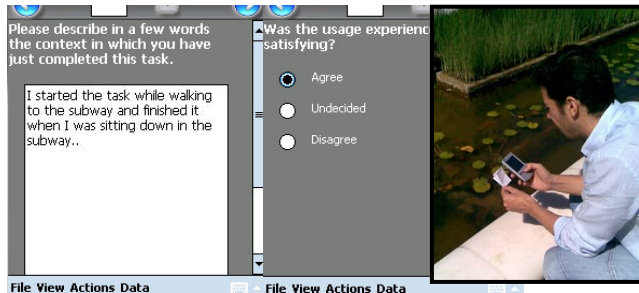 Please describe in a few words
the context in which you have
just completed this task.
I started the task while walking
to the subway and finished it
when I was sitting down in the
subway..
File View Actions Data
Was the usage experienc
satisfying?
Agree
Undecided
Disagree
File View Actions Data